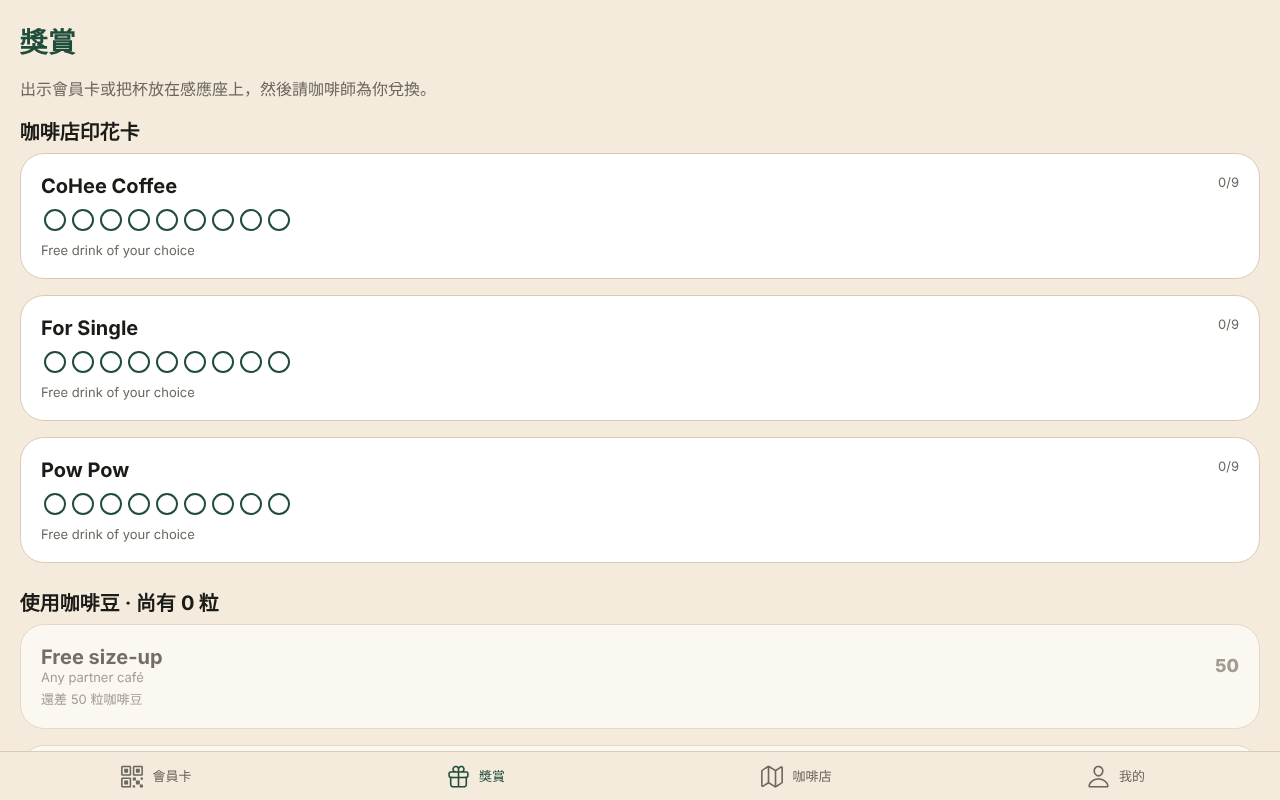 獎賞
出示會員卡或把杯放在感應座上，然後請咖啡師為你兌換。
咖啡店印花卡
CoHee Coffee
0/9
Free drink of your choice
For Single
0/9
Free drink of your choice
Pow Pow
0/9
Free drink of your choice
使用咖啡豆 · 尚有 0 粒
Free size-up
50
Any partner café
還差 50 粒咖啡豆
會員卡
獎賞
咖啡店
我的